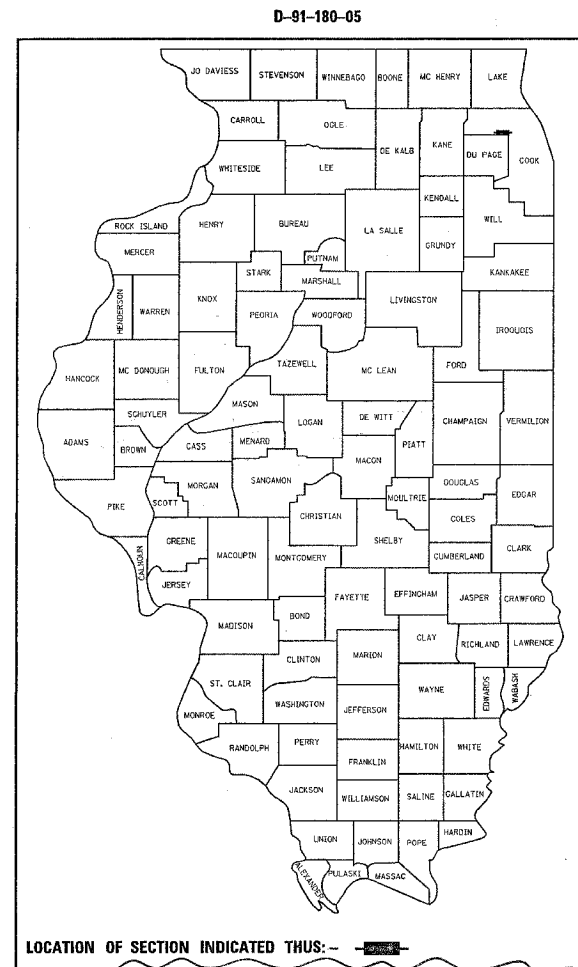 D-91-180-05
JO DAVIESS STEVENSON WINNEBAGO BOONE MC HENRY LAKE
CARROLL OGLE
DE KALB KANE DU PAGE COOK
WHITESIDE LEE
KENDALL WILL
ROCK ISLAND HENRY BUREAU LA SALLE GRUNDY
MERCER PUTNAM
STARK MARSHALL KANKAKEE
HENDERSON WARREN KNOX PEORIA WOODFORD LIVINGSTON IROQUOIS
HANCOCK MC DONOUGH FULTON TAZEWELL MC LEAN FORD
SCHUYLER MASON LOGAN DE WITT CHAMPAIGN VERMILION
ADAMS BROWN CASS MENARD PIATT
MACON
PIKE SCOTT MORGAN SANGAMON MOULTRIE DOUGLAS EDGAR
CHRISTIAN COLES
CALHOUN GREENE MACOUPIN MONTGOMERY SHELBY CUMBERLAND CLARK
JERSEY
FAYETTE EFFINGHAM JASPER CRAWFORD
MADISON BOND
CLINTON MARION CLAY RICHLAND LAWRENCE
ST. CLAIR WAYNE EDWARDS WABASH
MONROE WASHINGTON JEFFERSON
RANDOLPH PERRY HAMILTON WHITE
FRANKLIN
JACKSON WILLIAMSON SALINE GALLATIN
UNION JOHNSON POPE HARDIN
ALEXANDER PULASKI MASSAC
LOCATION OF SECTION INDICATED THUS: -